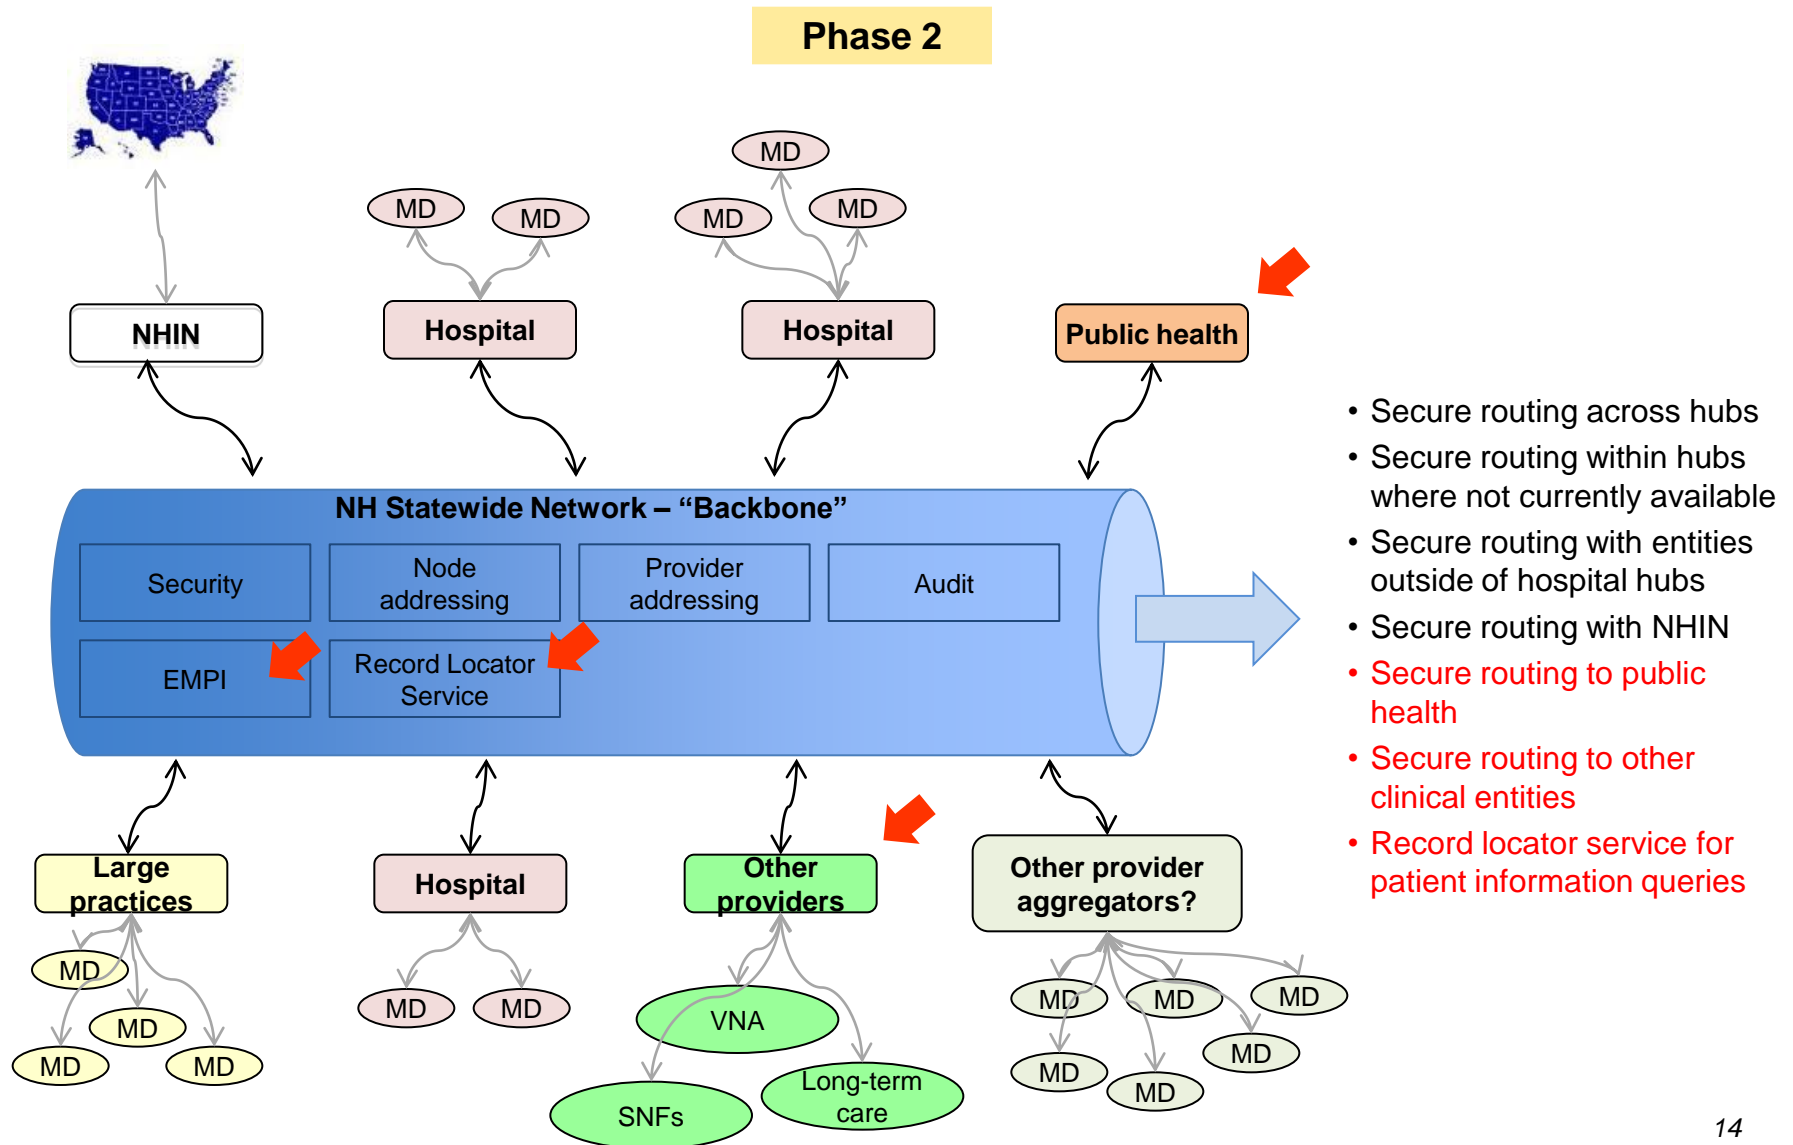 Phase 2
MD
MD
MD
MD
MD
NHIN
Hospital
Hospital
Public health
NH Statewide Network – “Backbone”
Security
Node
addressing
Provider
addressing
Audit
EMPI
Record Locator
Service
• Secure routing across hubs
• Secure routing within hubs
where not currently available
• Secure routing with entities
outside of hospital hubs
• Secure routing with NHIN
• Secure routing to public
health
• Secure routing to other
clinical entities
• Record locator service for
patient information queries
Large
practices
Hospital
Other
providers
Other provider
aggregators?
MD
MD
MD
MD
MD
MD
VNA
SNFs
Long-term
care
MD
MD
MD
MD
MD
MD
14